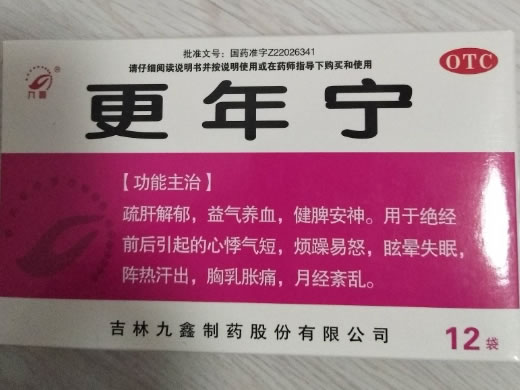 批准文号：国药准字Z22026341
请仔细阅读说明书并按说明使用或在药师指导下购买和使用
OTC
九鑫
更年宁
【功能主治】
疏肝解郁，益气养血，健脾安神。用于绝经
前后引起的心悸气短，烦躁易怒，眩晕失眠，
阵热汗出，胸乳胀痛，月经紊乱。
吉林九鑫制药股份有限公司
12袋